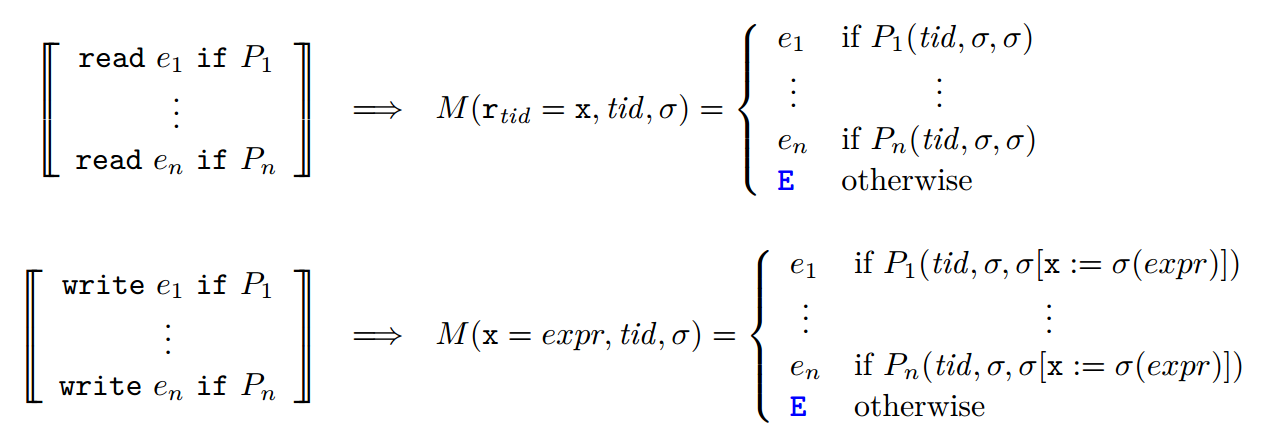 ⟦ read e₁ if P₁ ⟧ ⟹ M(r_tid = x, tid, σ) = { e₁ if P₁(tid, σ, σ)
⋮ ⋮ ⋮
read eₙ if Pₙ eₙ if Pₙ(tid, σ, σ)
E otherwise
⟦ write e₁ if P₁ ⟧ ⟹ M(x = expr, tid, σ) = { e₁ if P₁(tid, σ, σ[x := σ(expr)])
⋮ ⋮ ⋮
write eₙ if Pₙ eₙ if Pₙ(tid, σ, σ[x := σ(expr)])
E otherwise